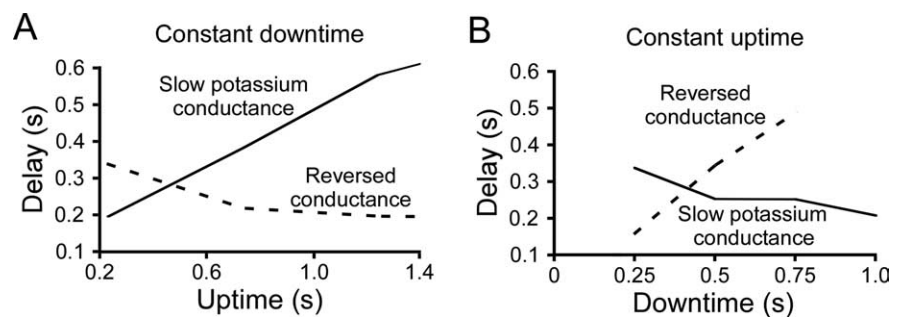 A
Constant downtime
0.6
0.5
0.4
0.3
0.2
0.1
Delay (s)
Slow potassium
conductance
Reversed
conductance
0.2
0.6
1.0
1.4
Uptime (s)
B
Constant uptime
0.6
0.5
0.4
0.3
0.2
0.1
Delay (s)
Reversed
conductance
Slow potassium
conductance
0
0.25
0.5
0.75
1.0
Downtime (s)